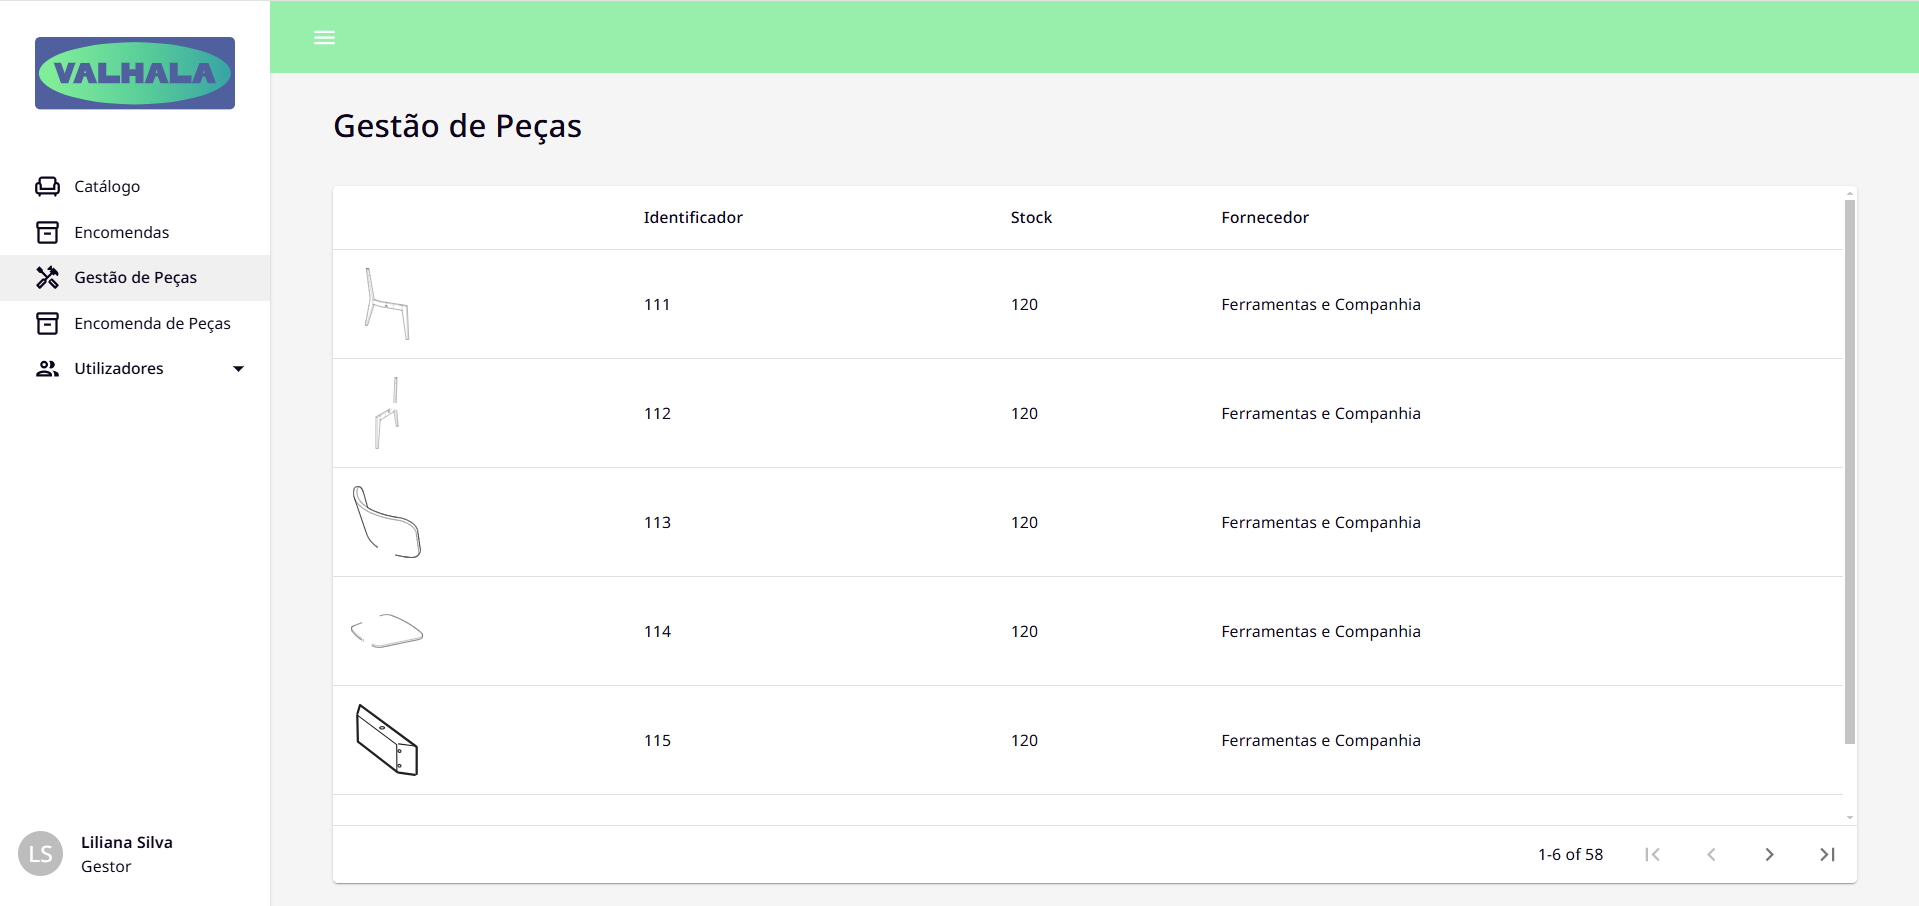 VALHALA
Catálogo
Encomendas
Gestão de Peças
Encomenda de Peças
Utilizadores
LS
Liliana Silva
Gestor
Gestão de Peças
Identificador Stock Fornecedor
111 120 Ferramentas e Companhia
112 120 Ferramentas e Companhia
113 120 Ferramentas e Companhia
114 120 Ferramentas e Companhia
115 120 Ferramentas e Companhia
1-6 of 58